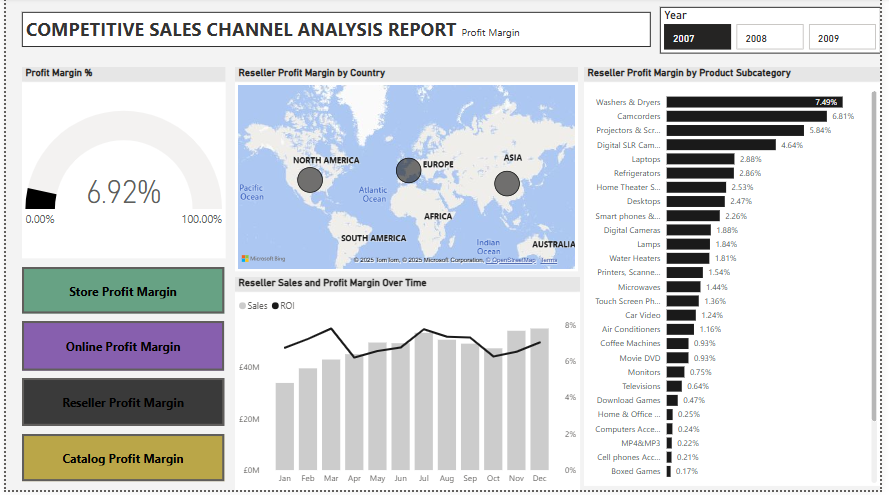 COMPETITIVE SALES CHANNEL ANALYSIS REPORT Profit Margin
Year
2007 2008 2009
Profit Margin %
6.92%
0.00% 100.00%
Store Profit Margin
Online Profit Margin
Reseller Profit Margin
Catalog Profit Margin
Reseller Profit Margin by Country
NORTH AMERICA
EUROPE
ASIA
Pacific
Ocean
Atlantic
Ocean
AFRICA
SOUTH AMERICA
Indian
Ocean
AUSTRALIA
Microsoft Bing
© 2025 TomTom, © 2025 Microsoft Corporation, © OpenStreetMap Terms
Reseller Sales and Profit Margin Over Time
Sales ROI
£40M
£20M
£0M
8%
6%
4%
2%
0%
Jan Feb Mar Apr May Jun Jul Aug Sep Oct Nov Dec
Reseller Profit Margin by Product Subcategory
Washers & Dryers 7.49%
Camcorders 6.81%
Projectors & Scr... 5.84%
Digital SLR Cam... 4.64%
Laptops 2.88%
Refrigerators 2.86%
Home Theater S... 2.53%
Desktops 2.47%
Smart phones &... 2.26%
Digital Cameras 1.88%
Lamps 1.84%
Water Heaters 1.81%
Printers, Scanne... 1.54%
Microwaves 1.44%
Touch Screen Ph... 1.36%
Car Video 1.24%
Air Conditioners 1.16%
Coffee Machines 0.93%
Movie DVD 0.93%
Monitors 0.75%
Televisions 0.64%
Download Games 0.47%
Home & Office ... 0.25%
Computers Acce... 0.24%
MP4&MP3 0.22%
Cell phones Acc... 0.21%
Boxed Games 0.17%